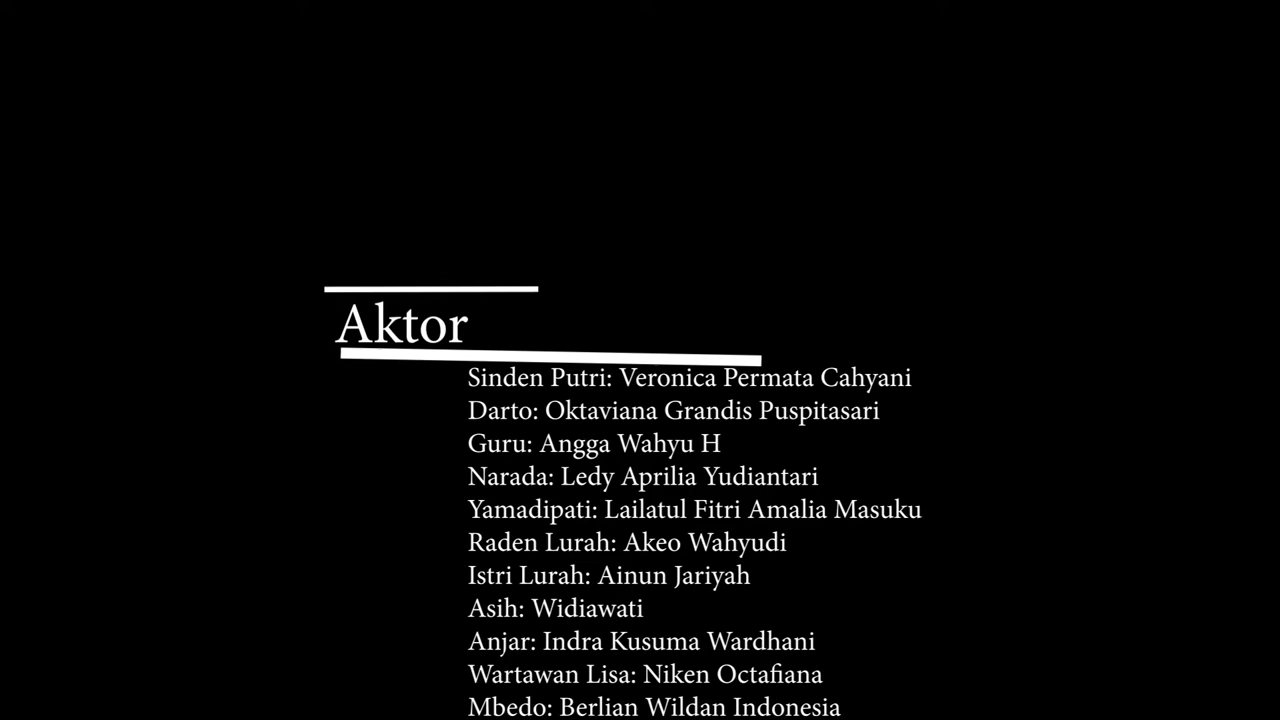 Aktor
Sinden Putri: Veronica Permata Cahyani
Darto: Oktaviana Grandis Puspitasari
Guru: Angga Wahyu H
Narada: Ledy Aprilia Yudiantari
Yamadipati: Lailatul Fitri Amalia Masuku
Raden Lurah: Akeo Wahyudi
Istri Lurah: Ainun Jariyah
Asih: Widiawati
Anjar: Indra Kusuma Wardhani
Wartawan Lisa: Niken Octafiana
Mbedo: Berlian Wildan Indonesia